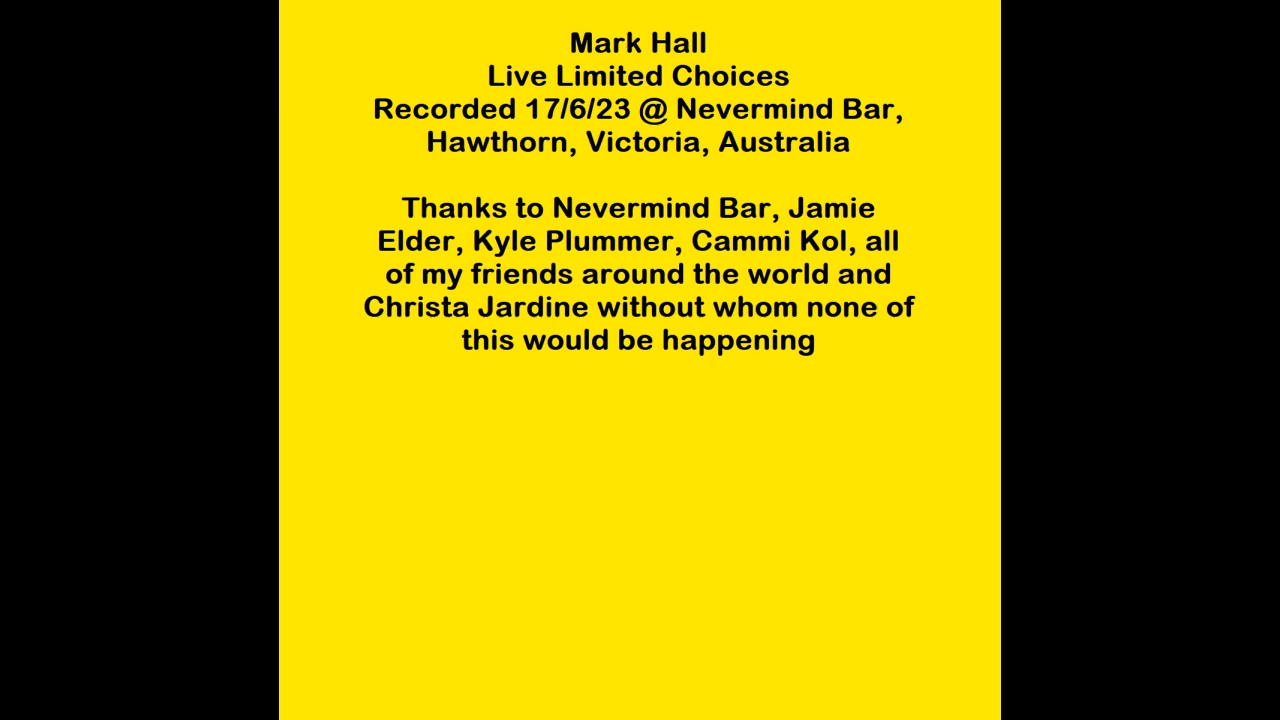 Mark Hall
Live Limited Choices
Recorded 17/6/23 @ Nevermind Bar,
Hawthorn, Victoria, Australia
Thanks to Nevermind Bar, Jamie
Elder, Kyle Plummer, Cammi Kol, all
of my friends around the world and
Christa Jardine without whom none of
this would be happening